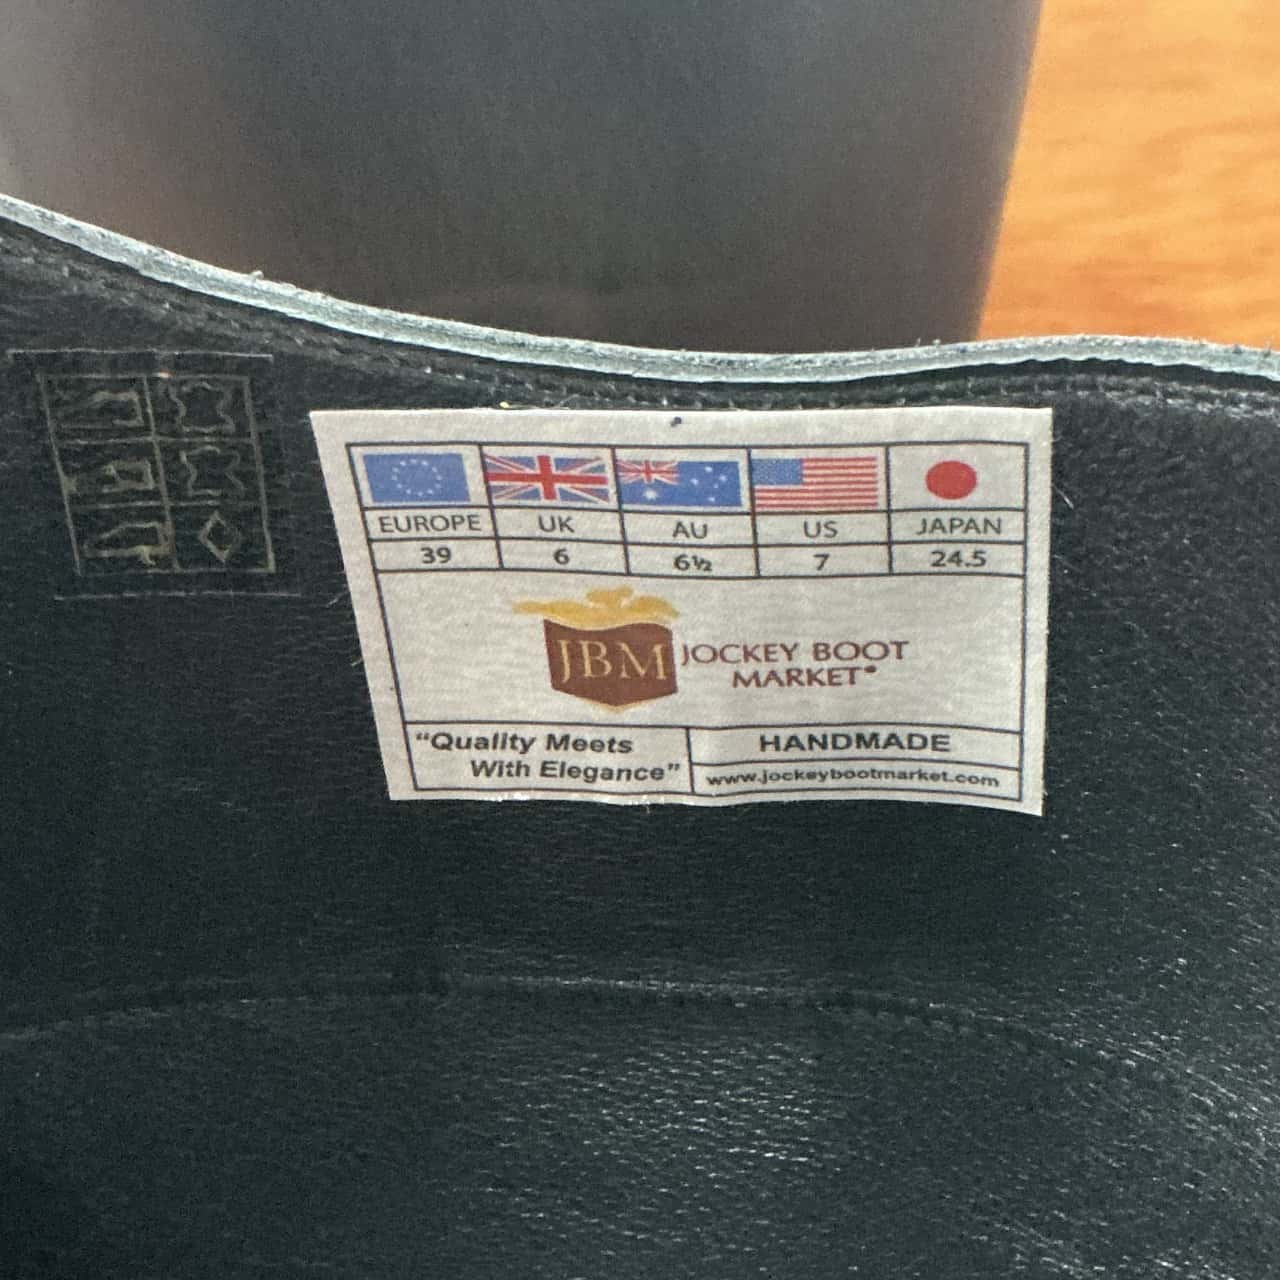 EUROPE UK AU US JAPAN
39 6 6½ 7 24.5
JBM JOCKEY BOOT
MARKET
"Quality Meets
With Elegance"
HANDMADE
www.jockeybootmarket.com